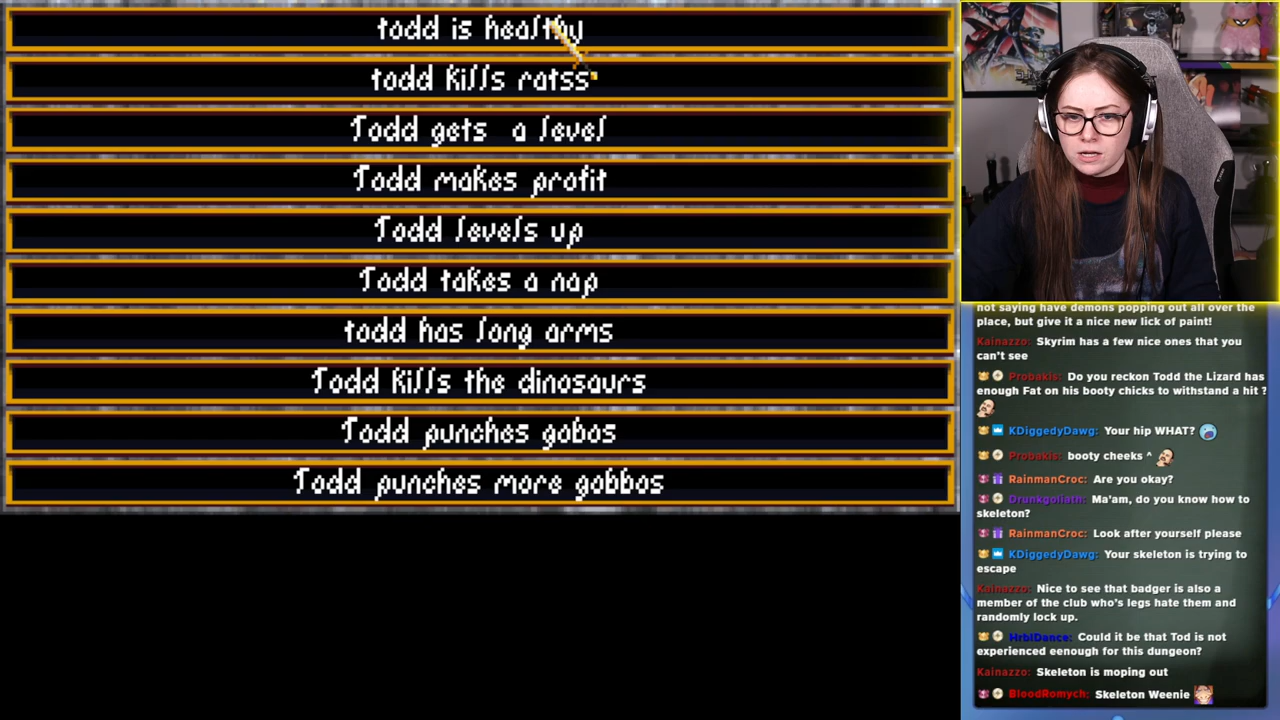 todd is healthy
todd kills ratss
Todd gets  a level
Todd makes profit
Todd levels up
Todd takes a nap
todd has long arms
Todd kills the dinosaurs
Todd punches gobos
Todd punches more gobbos
not saying have demons popping out all over the
place, but give it a nice new lick of paint!
Kainazzo: Skyrim has a few nice ones that you
can't see
Probakis: Do you reckon Todd the Lizard has
enough Fat on his booty chicks to withstand a hit ?
KDiggedyDawg: Your hip WHAT?
Probakis: booty cheeks ^
RainmanCroc: Are you okay?
Drunkgoliath: Ma'am, do you know how to
skeleton?
RainmanCroc: Look after yourself please
KDiggedyDawg: Your skeleton is trying to
escape
Kainazzo: Nice to see that badger is also a
member of the club who's legs hate them and
randomly lock up.
HrblDance: Could it be that Tod is not
experienced eenough for this dungeon?
Kainazzo: Skeleton is moping out
BloodRomych: Skeleton Weenie